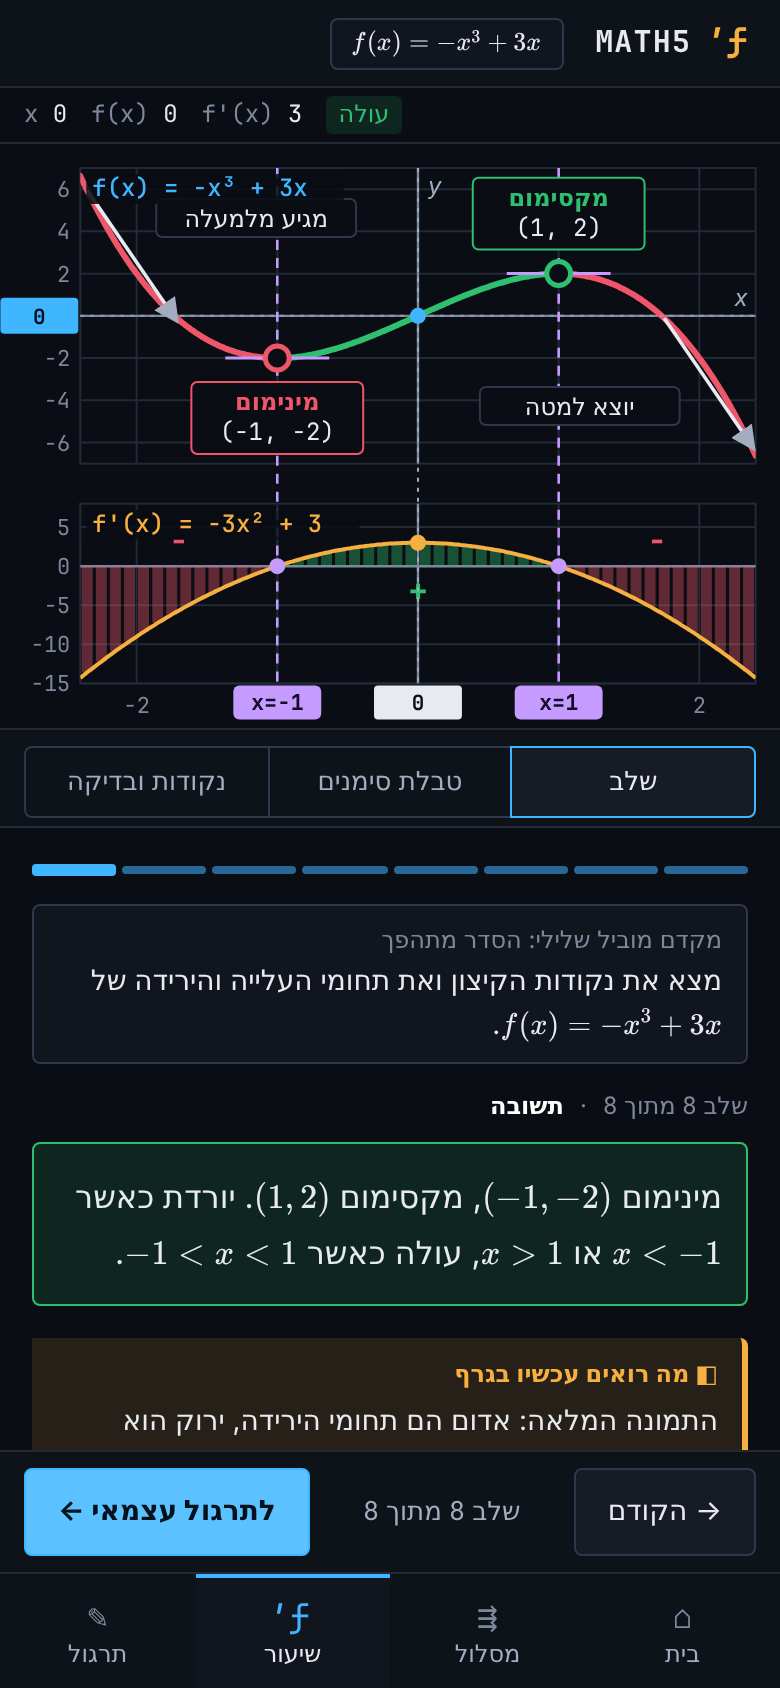 MATH5 ƒ′
f(x) = −x³ + 3x
x 0 f(x) 0 f'(x) 3 עולה
f(x) = -x³ + 3x
מגיע מלמעלה
y
מקסימום
(1, 2)
x
6
4
2
0
-2
-4
-6
מינימום
(-1, -2)
יוצא למטה
f'(x) = -3x² + 3
-
-
+
5
0
-5
-10
-15
-2
x=-1
0
x=1
2
שלב
טבלת סימנים
נקודות ובדיקה
מקדם מוביל שלילי: הסדר מתהפך
מצא את נקודות הקיצון ואת תחומי העלייה והירידה של
f(x) = −x³ + 3x.
שלב 8 מתוך 8 · תשובה
מינימום (−1, −2), מקסימום (1, 2). יורדת כאשר
x < −1 או x > 1, עולה כאשר −1 < x < 1.
◧ מה רואים עכשיו בגרף
התמונה המלאה: אדום הם תחומי הירידה, ירוק הוא
→ הקודם
שלב 8 מתוך 8
לתרגול עצמאי ←
⌂ בית
⇶ מסלול
ƒ′ שיעור
✎ תרגול